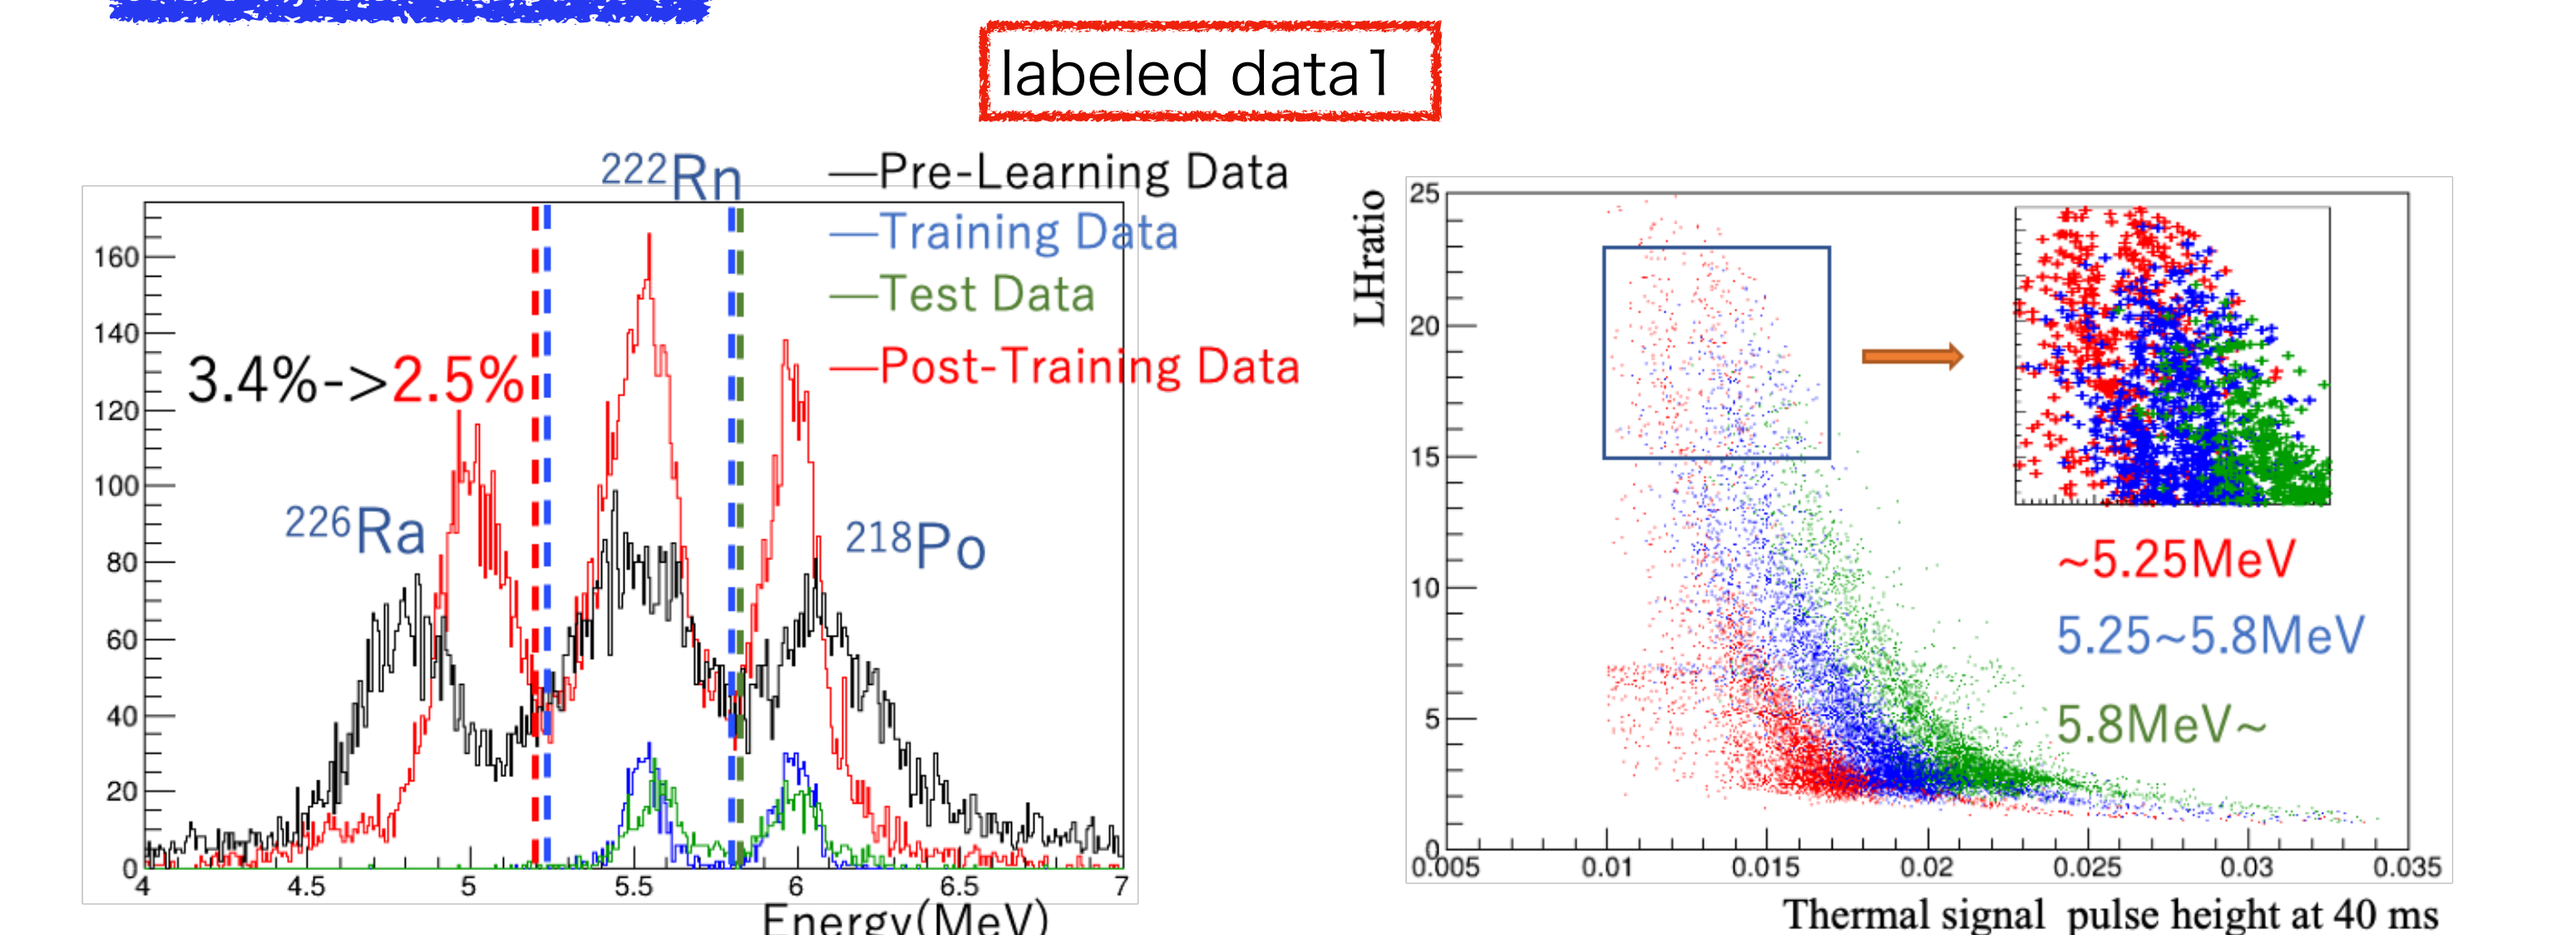 labeled data1
²²²Rn
—Pre-Learning Data
—Training Data
—Test Data
—Post-Training Data
3.4%->2.5%
²²⁶Ra
²¹⁸Po
160
140
120
100
80
60
40
20
0
4 4.5 5 5.5 6 6.5 7
Energy(MeV)
LHratio
25
20
15
10
5
0
~5.25MeV
5.25~5.8MeV
5.8MeV~
0.005 0.01 0.015 0.02 0.025 0.03 0.035
Thermal signal pulse height at 40 ms